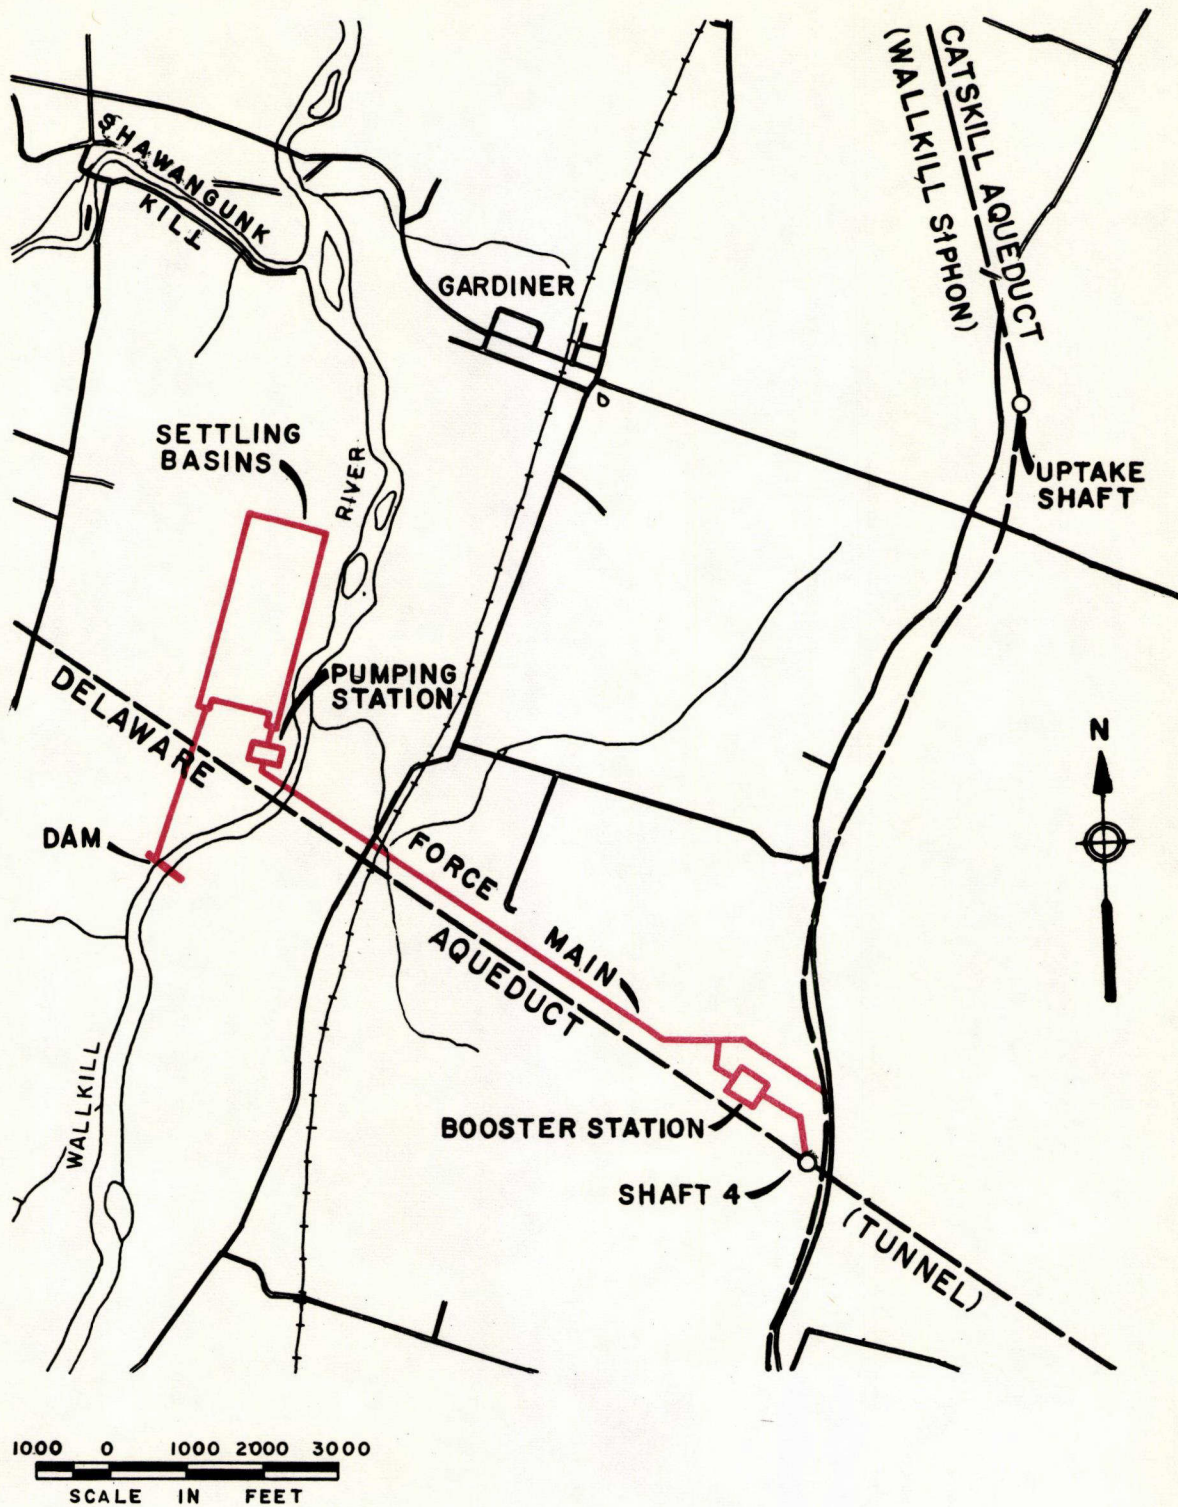 CATSKILL AQUEDUCT
(WALLKILL SIPHON)
SHAWANGUNK
KILL
GARDINER
SETTLING
BASINS
RIVER
UPTAKE
SHAFT
PUMPING
STATION
DELAWARE
N
DAM
FORCE
MAIN
AQUEDUCT
WALLKILL
BOOSTER STATION
SHAFT 4
(TUNNEL)
1000 0 1000 2000 3000
SCALE IN FEET